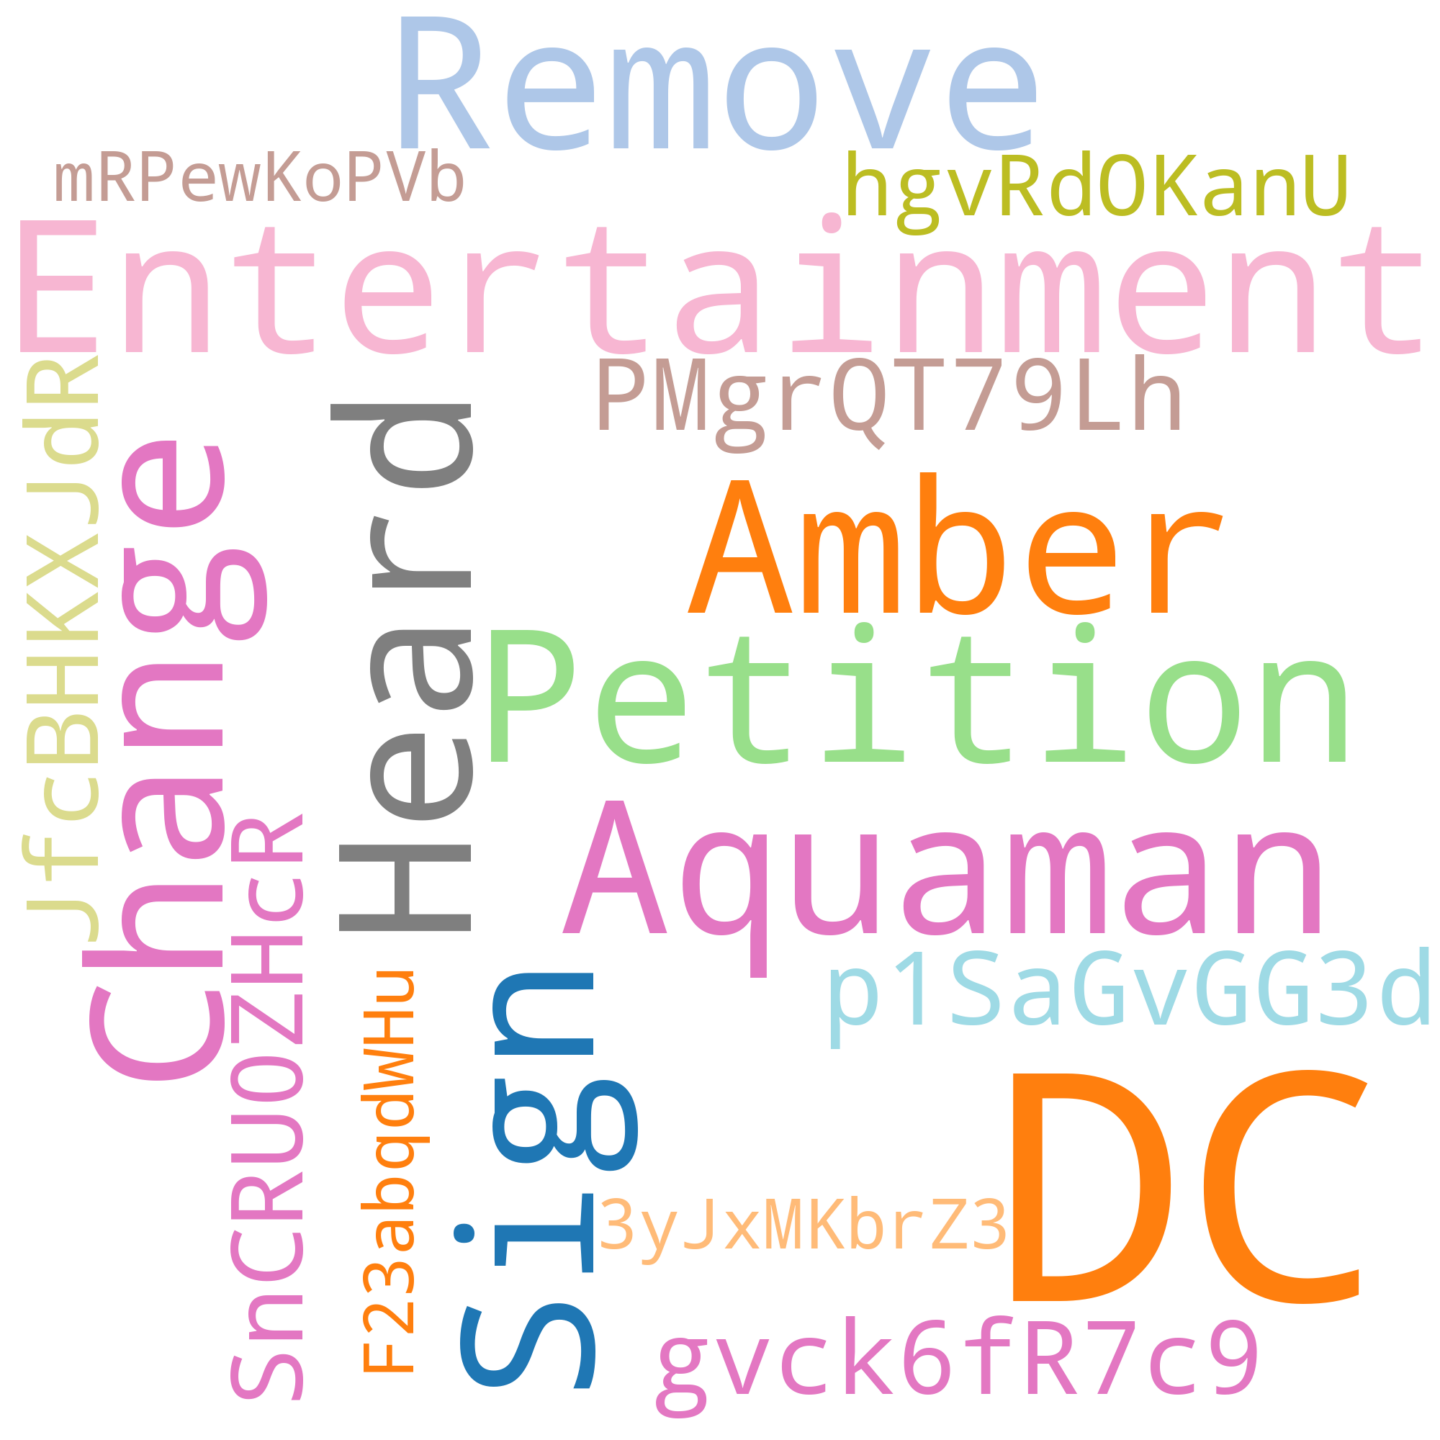 Remove
mRPewKoPVb
hgvRd0KanU
Entertainment
PMgrQT79Lh
JfcBHKXJdR
Change
Heard
Amber
Petition
Aquaman
SnCRU0ZHcR
p1SaGvGG3d
F23abqdWHu
Sign
DC
3yJxMKbrZ3
gvck6fR7c9